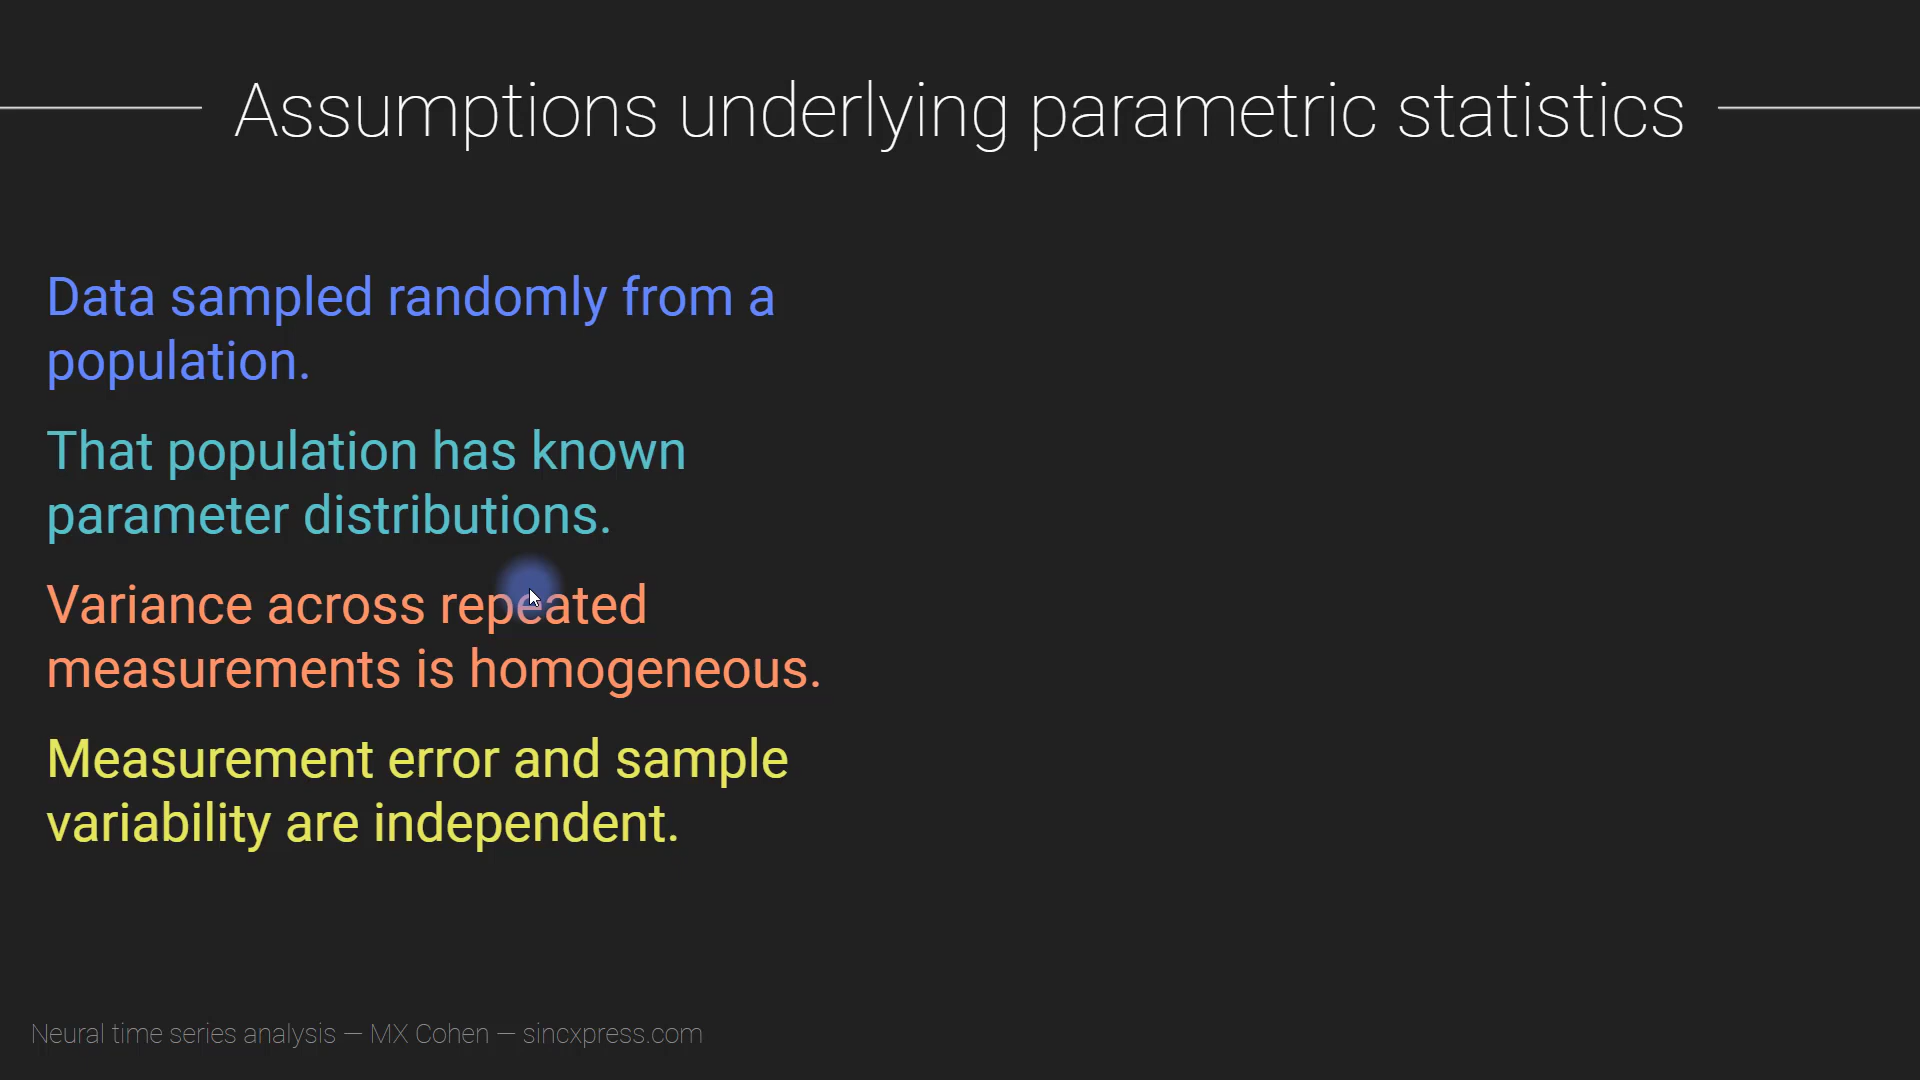 Assumptions underlying parametric statistics
Data sampled randomly from a
population.
That population has known
parameter distributions.
Variance across repeated
measurements is homogeneous.
Measurement error and sample
variability are independent.
Neural time series analysis — MX Cohen — sincxpress.com